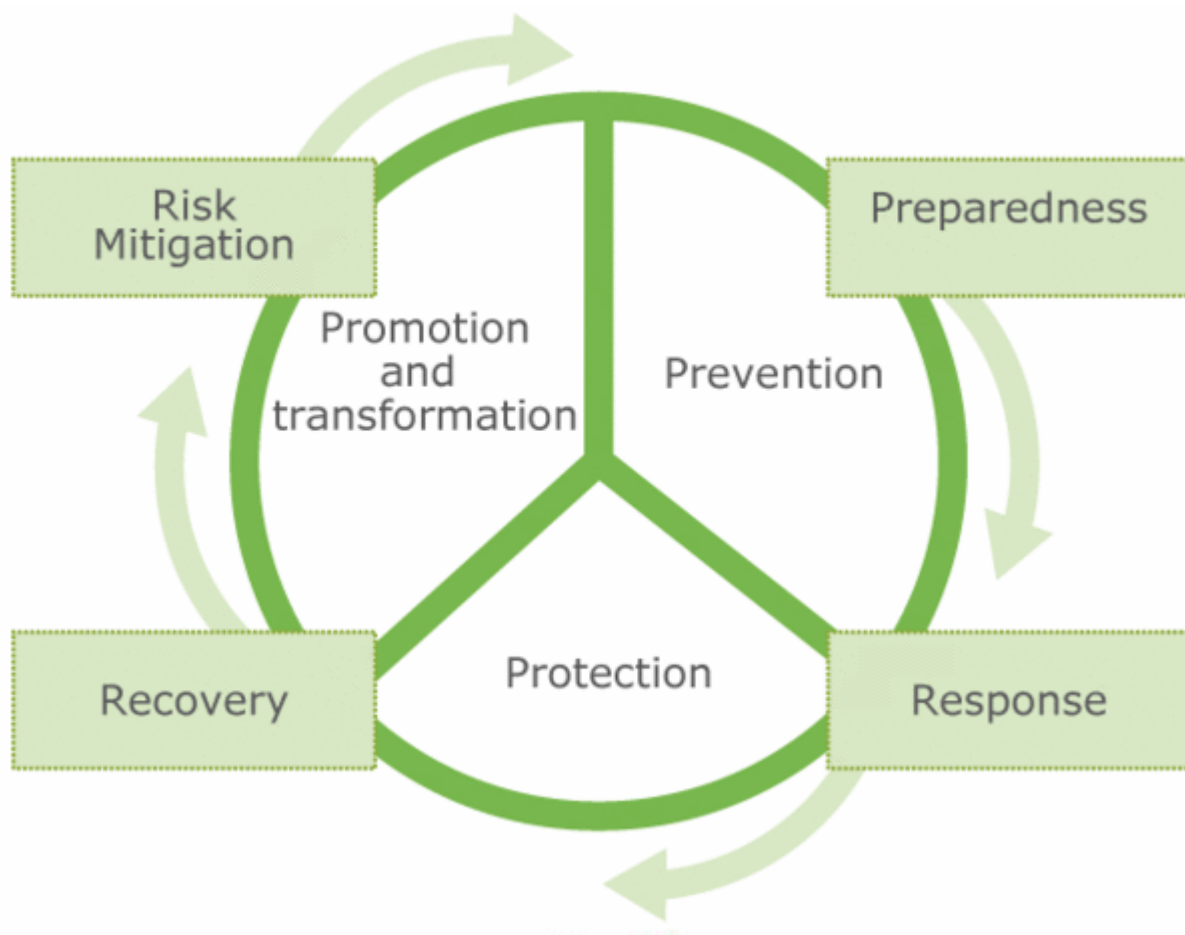 Risk
Mitigation
Preparedness
Promotion
and
transformation
Prevention
Protection
Recovery
Response